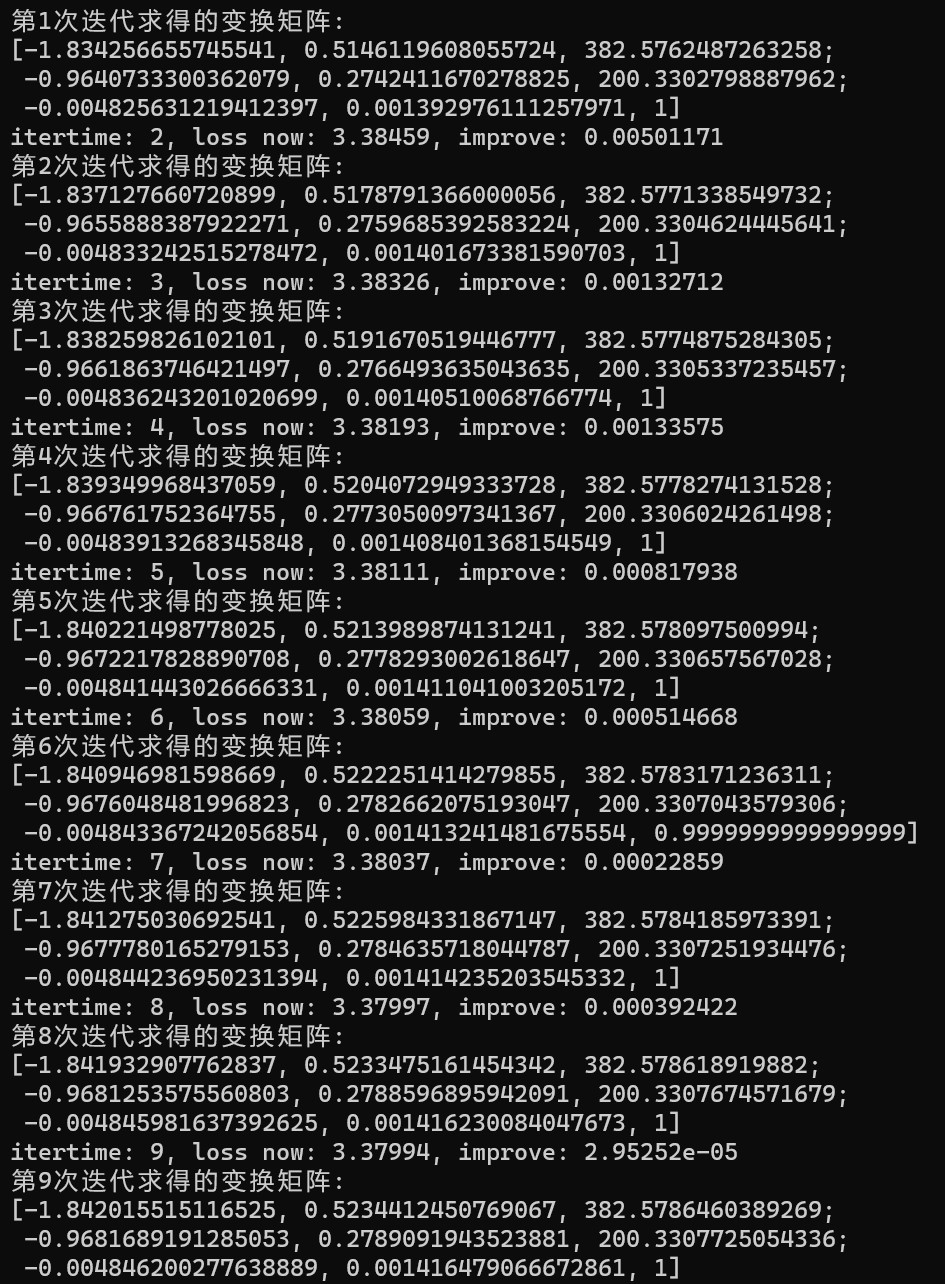 第1次迭代求得的变换矩阵:
[-1.834256655745541, 0.5146119608055724, 382.5762487263258;
-0.9640733300362079, 0.2742411670278825, 200.3302798887962;
-0.004825631219412397, 0.001392976111257971, 1]
itertime: 2, loss now: 3.38459, improve: 0.00501171
第2次迭代求得的变换矩阵:
[-1.837127660720899, 0.5178791366000056, 382.5771338549732;
-0.9655888387922271, 0.2759685392583224, 200.3304624445641;
-0.004833242515278472, 0.001401673381590703, 1]
itertime: 3, loss now: 3.38326, improve: 0.00132712
第3次迭代求得的变换矩阵:
[-1.838259826102101, 0.5191670519446777, 382.5774875284305;
-0.9661863746421497, 0.2766493635043635, 200.3305337235457;
-0.004836243201020699, 0.00140510068766774, 1]
itertime: 4, loss now: 3.38193, improve: 0.00133575
第4次迭代求得的变换矩阵:
[-1.839349968437059, 0.5204072949333728, 382.5778274131528;
-0.966761752364755, 0.2773050097341367, 200.3306024261498;
-0.00483913268345848, 0.001408401368154549, 1]
itertime: 5, loss now: 3.38111, improve: 0.000817938
第5次迭代求得的变换矩阵:
[-1.840221498778025, 0.5213989874131241, 382.578097500994;
-0.96722178288​90708, 0.2778293002618647, 200.330657567028;
-0.004841443026666331, 0.001411041003205172, 1]
itertime: 6, loss now: 3.38059, improve: 0.000514668
第6次迭代求得的变换矩阵:
[-1.840946981598669, 0.5222251414279855, 382.5783171236311;
-0.9676048481996823, 0.2782662075193047, 200.3307043579306;
-0.004843367242056854, 0.001413241481675554, 0.9999999999999999]
itertime: 7, loss now: 3.38037, improve: 0.00022859
第7次迭代求得的变换矩阵:
[-1.841275030692541, 0.5225984331867147, 382.5784185973391;
-0.9677780165279153, 0.2784635718044787, 200.3307251934476;
-0.004844236950231394, 0.001414235203545332, 1]
itertime: 8, loss now: 3.37997, improve: 0.000392422
第8次迭代求得的变换矩阵:
[-1.841932907762837, 0.5233475161454342, 382.578618919882;
-0.9681253575560803, 0.2788596895942091, 200.3307674571679;
-0.004845981637392625, 0.001416230084047673, 1]
itertime: 9, loss now: 3.37994, improve: 2.95252e-05
第9次迭代求得的变换矩阵:
[-1.842015515116525, 0.5234412450769067, 382.5786460389269;
-0.9681689191285053, 0.2789091943523881, 200.3307725054336;
-0.004846200277638889, 0.001416479066672861, 1]